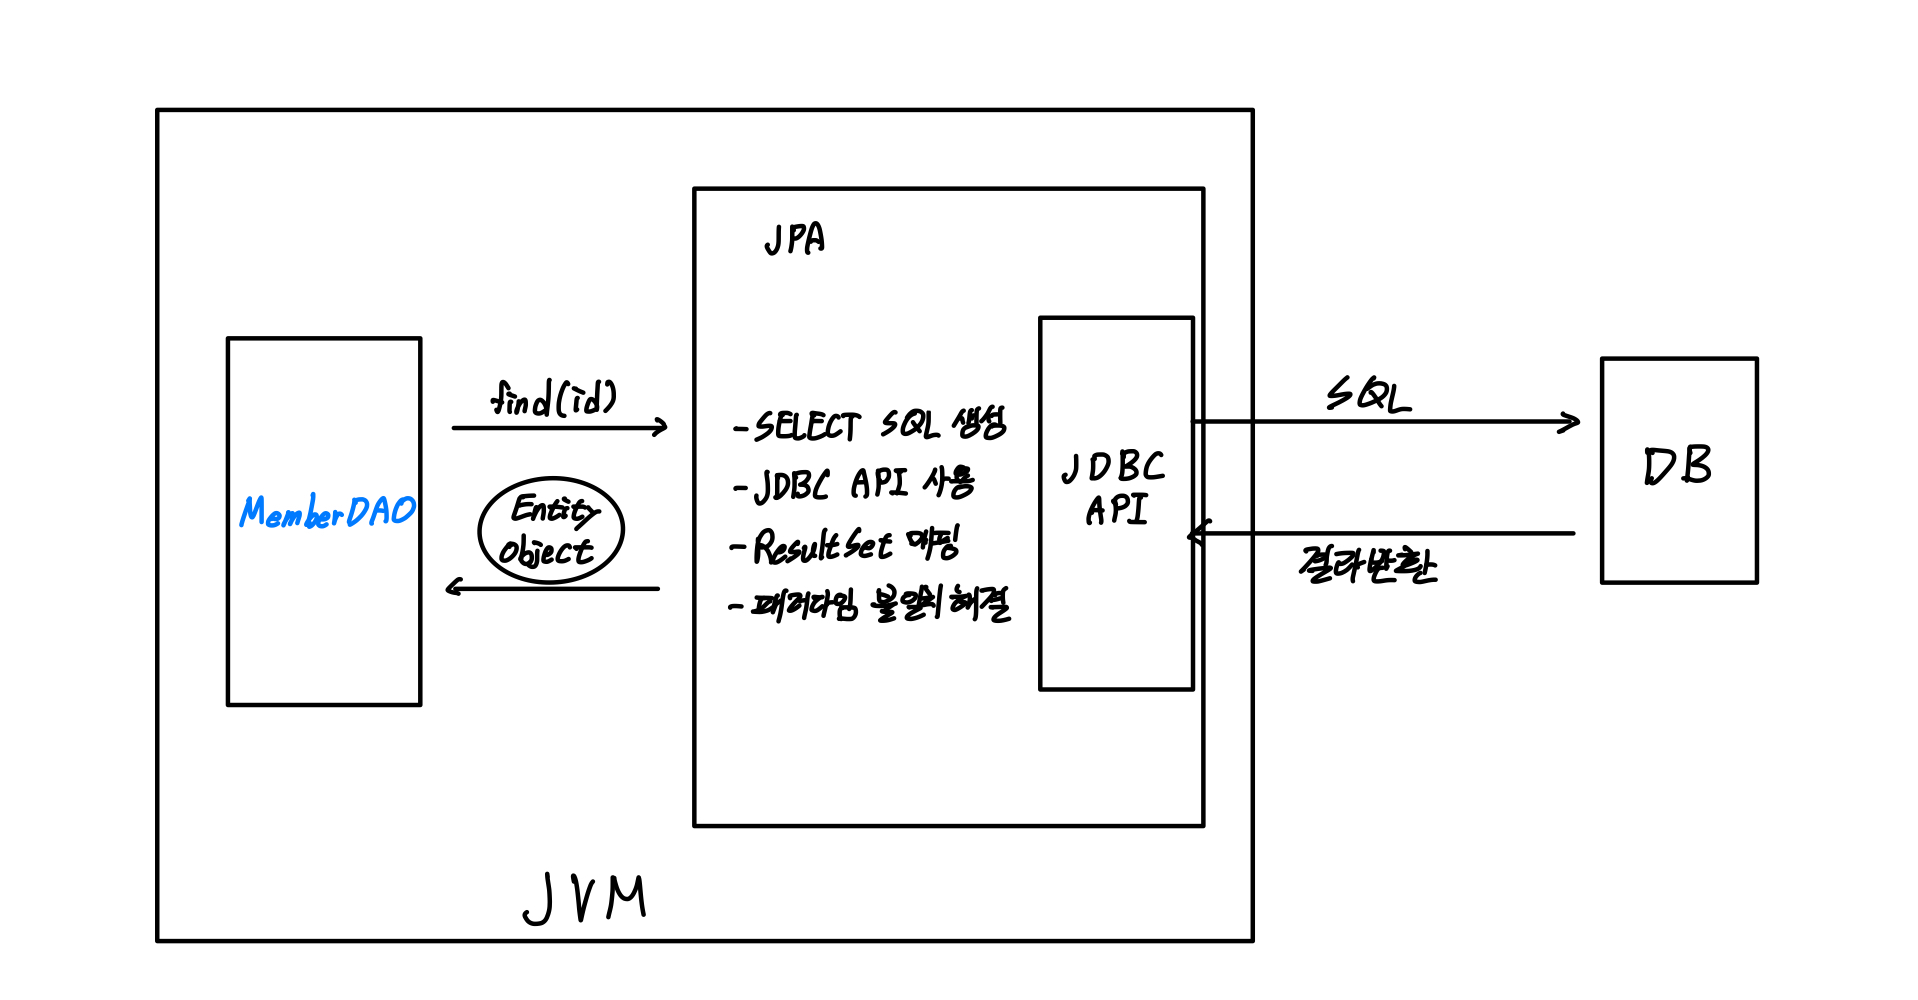 JPA
find(id)
Entity
Object
MemberDAO
- SELECT SQL 생성
- JDBC API 사용
- ResultSet 매핑
- 패러다임 불일치 해결
JDBC
API
SQL
결과반환
DB
JVM